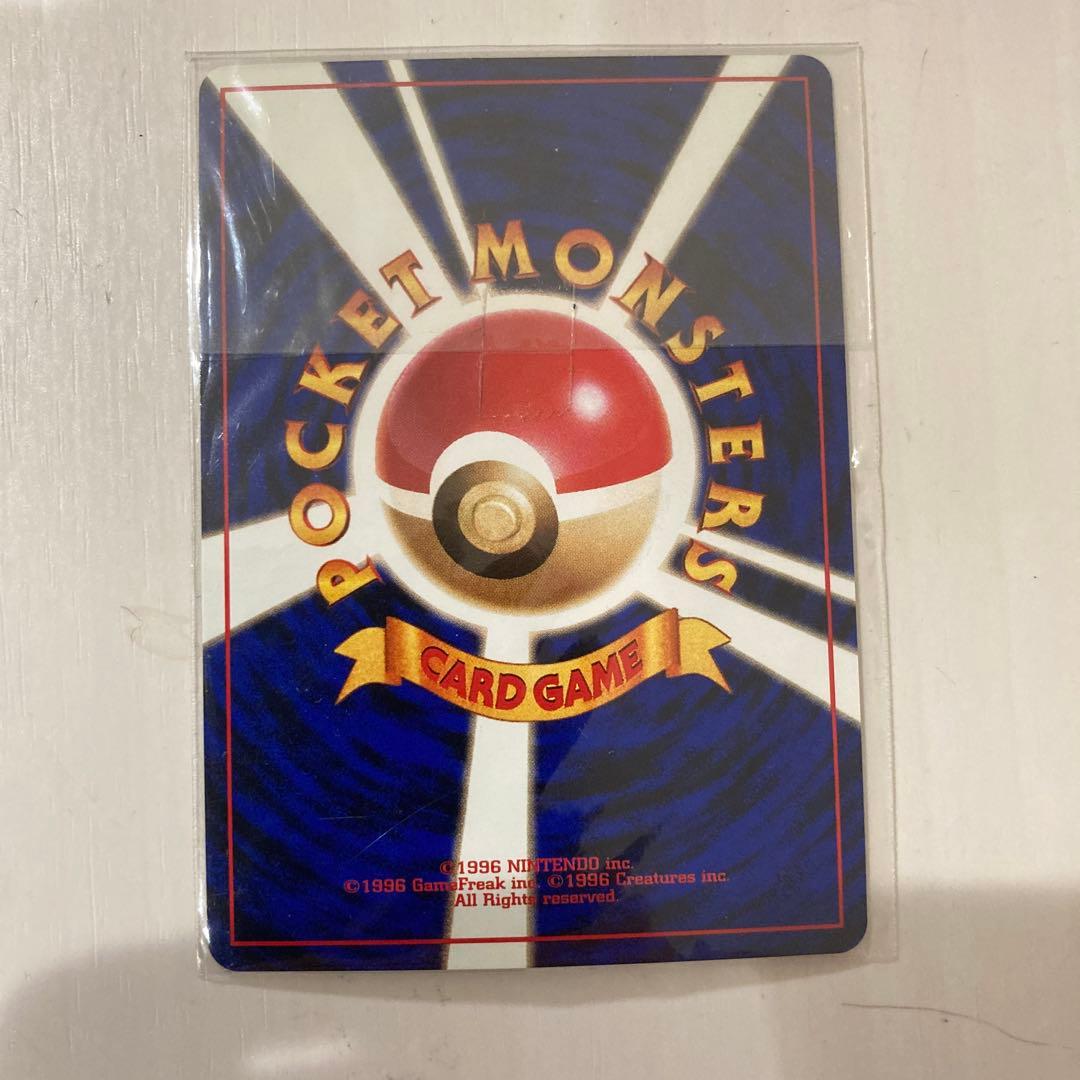 POCKET MONSTERS
CARD GAME
©1996 NINTENDO inc.
©1996 GameFreak inc. ©1996 Creatures inc.
All Rights reserved.